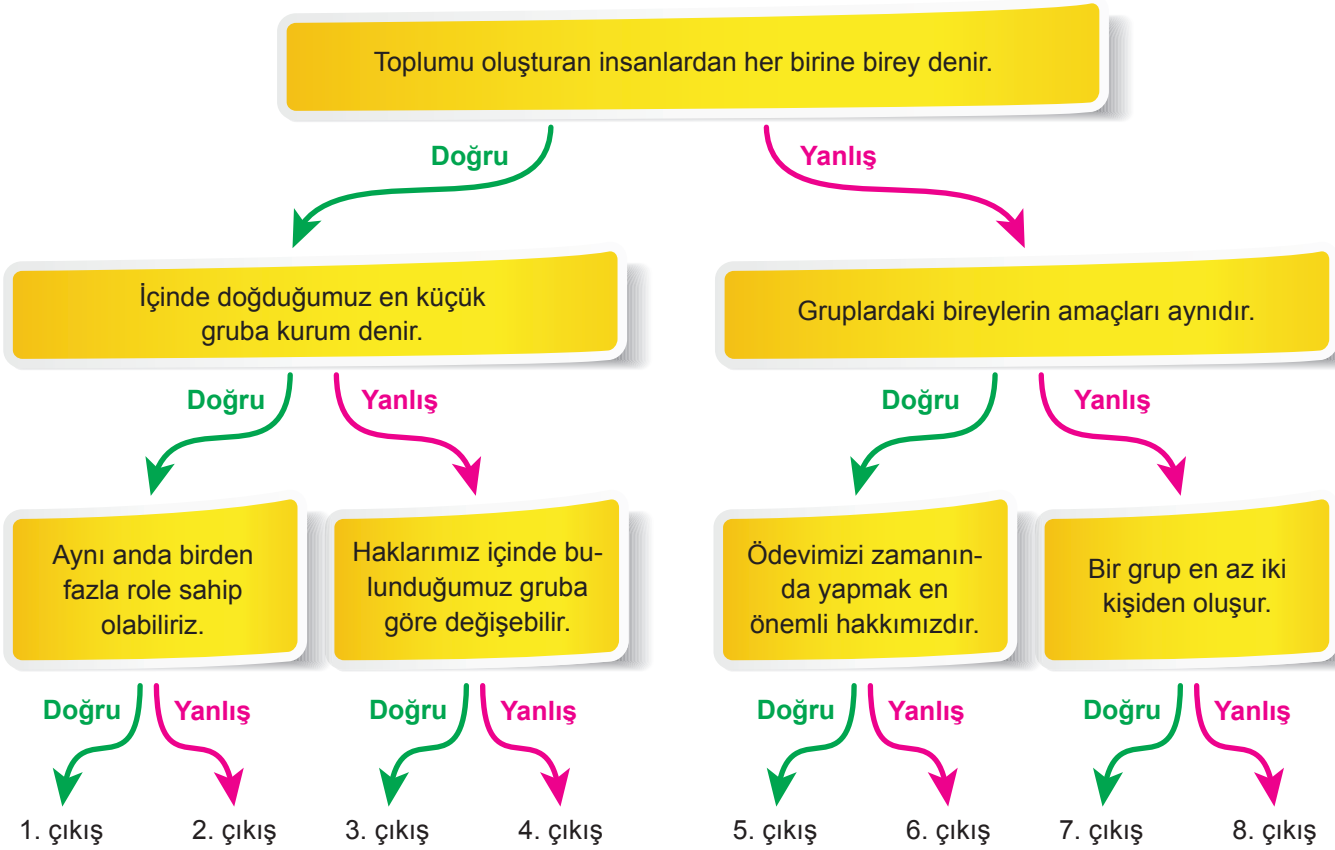 Toplumu oluşturan insanlardan her birine birey denir.
Doğru
Yanlış
İçinde doğduğumuz en küçük
gruba kurum denir.
Gruplardaki bireylerin amaçları aynıdır.
Doğru
Yanlış
Doğru
Yanlış
Aynı anda birden
fazla role sahip
olabiliriz.
Haklarımız içinde bu-
lunduğumuz gruba
göre değişebilir.
Ödevimizi zamanın-
da yapmak en
önemli hakkımızdır.
Bir grup en az iki
kişiden oluşur.
Doğru
Yanlış
Doğru
Yanlış
Doğru
Yanlış
Doğru
Yanlış
1. çıkış
2. çıkış
3. çıkış
4. çıkış
5. çıkış
6. çıkış
7. çıkış
8. çıkış